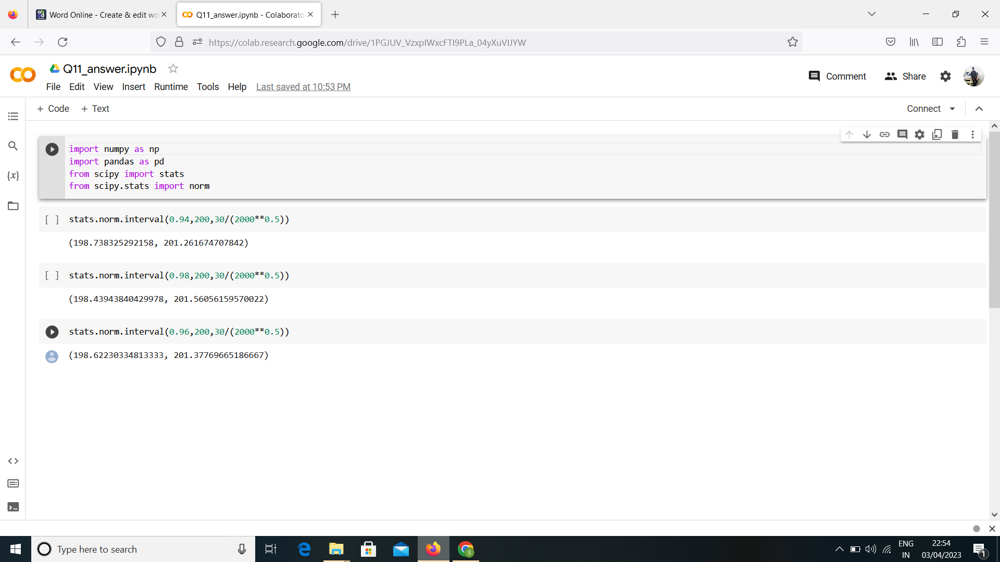 Word Online - Create & edit wo
Q11_answer.ipynb - Colaborato
https://colab.research.google.com/drive/1PGJUV_VzxpIWxcFTI9PLa_04yXuVIJYW
Q11_answer.ipynb
File Edit View Insert Runtime Tools Help Last saved at 10:53 PM
Comment Share
+ Code + Text
Connect
import numpy as np
import pandas as pd
from scipy import stats
from scipy.stats import norm
[ ] stats.norm.interval(0.94,200,30/(2000**0.5))
(198.738325292158, 201.261674707842)
[ ] stats.norm.interval(0.98,200,30/(2000**0.5))
(198.43943840429978, 201.56056159570022)
stats.norm.interval(0.96,200,30/(2000**0.5))
(198.62230334813333, 201.37769665186667)
{x}
Type here to search
S
ENG
IN
22:54
03/04/2023
1